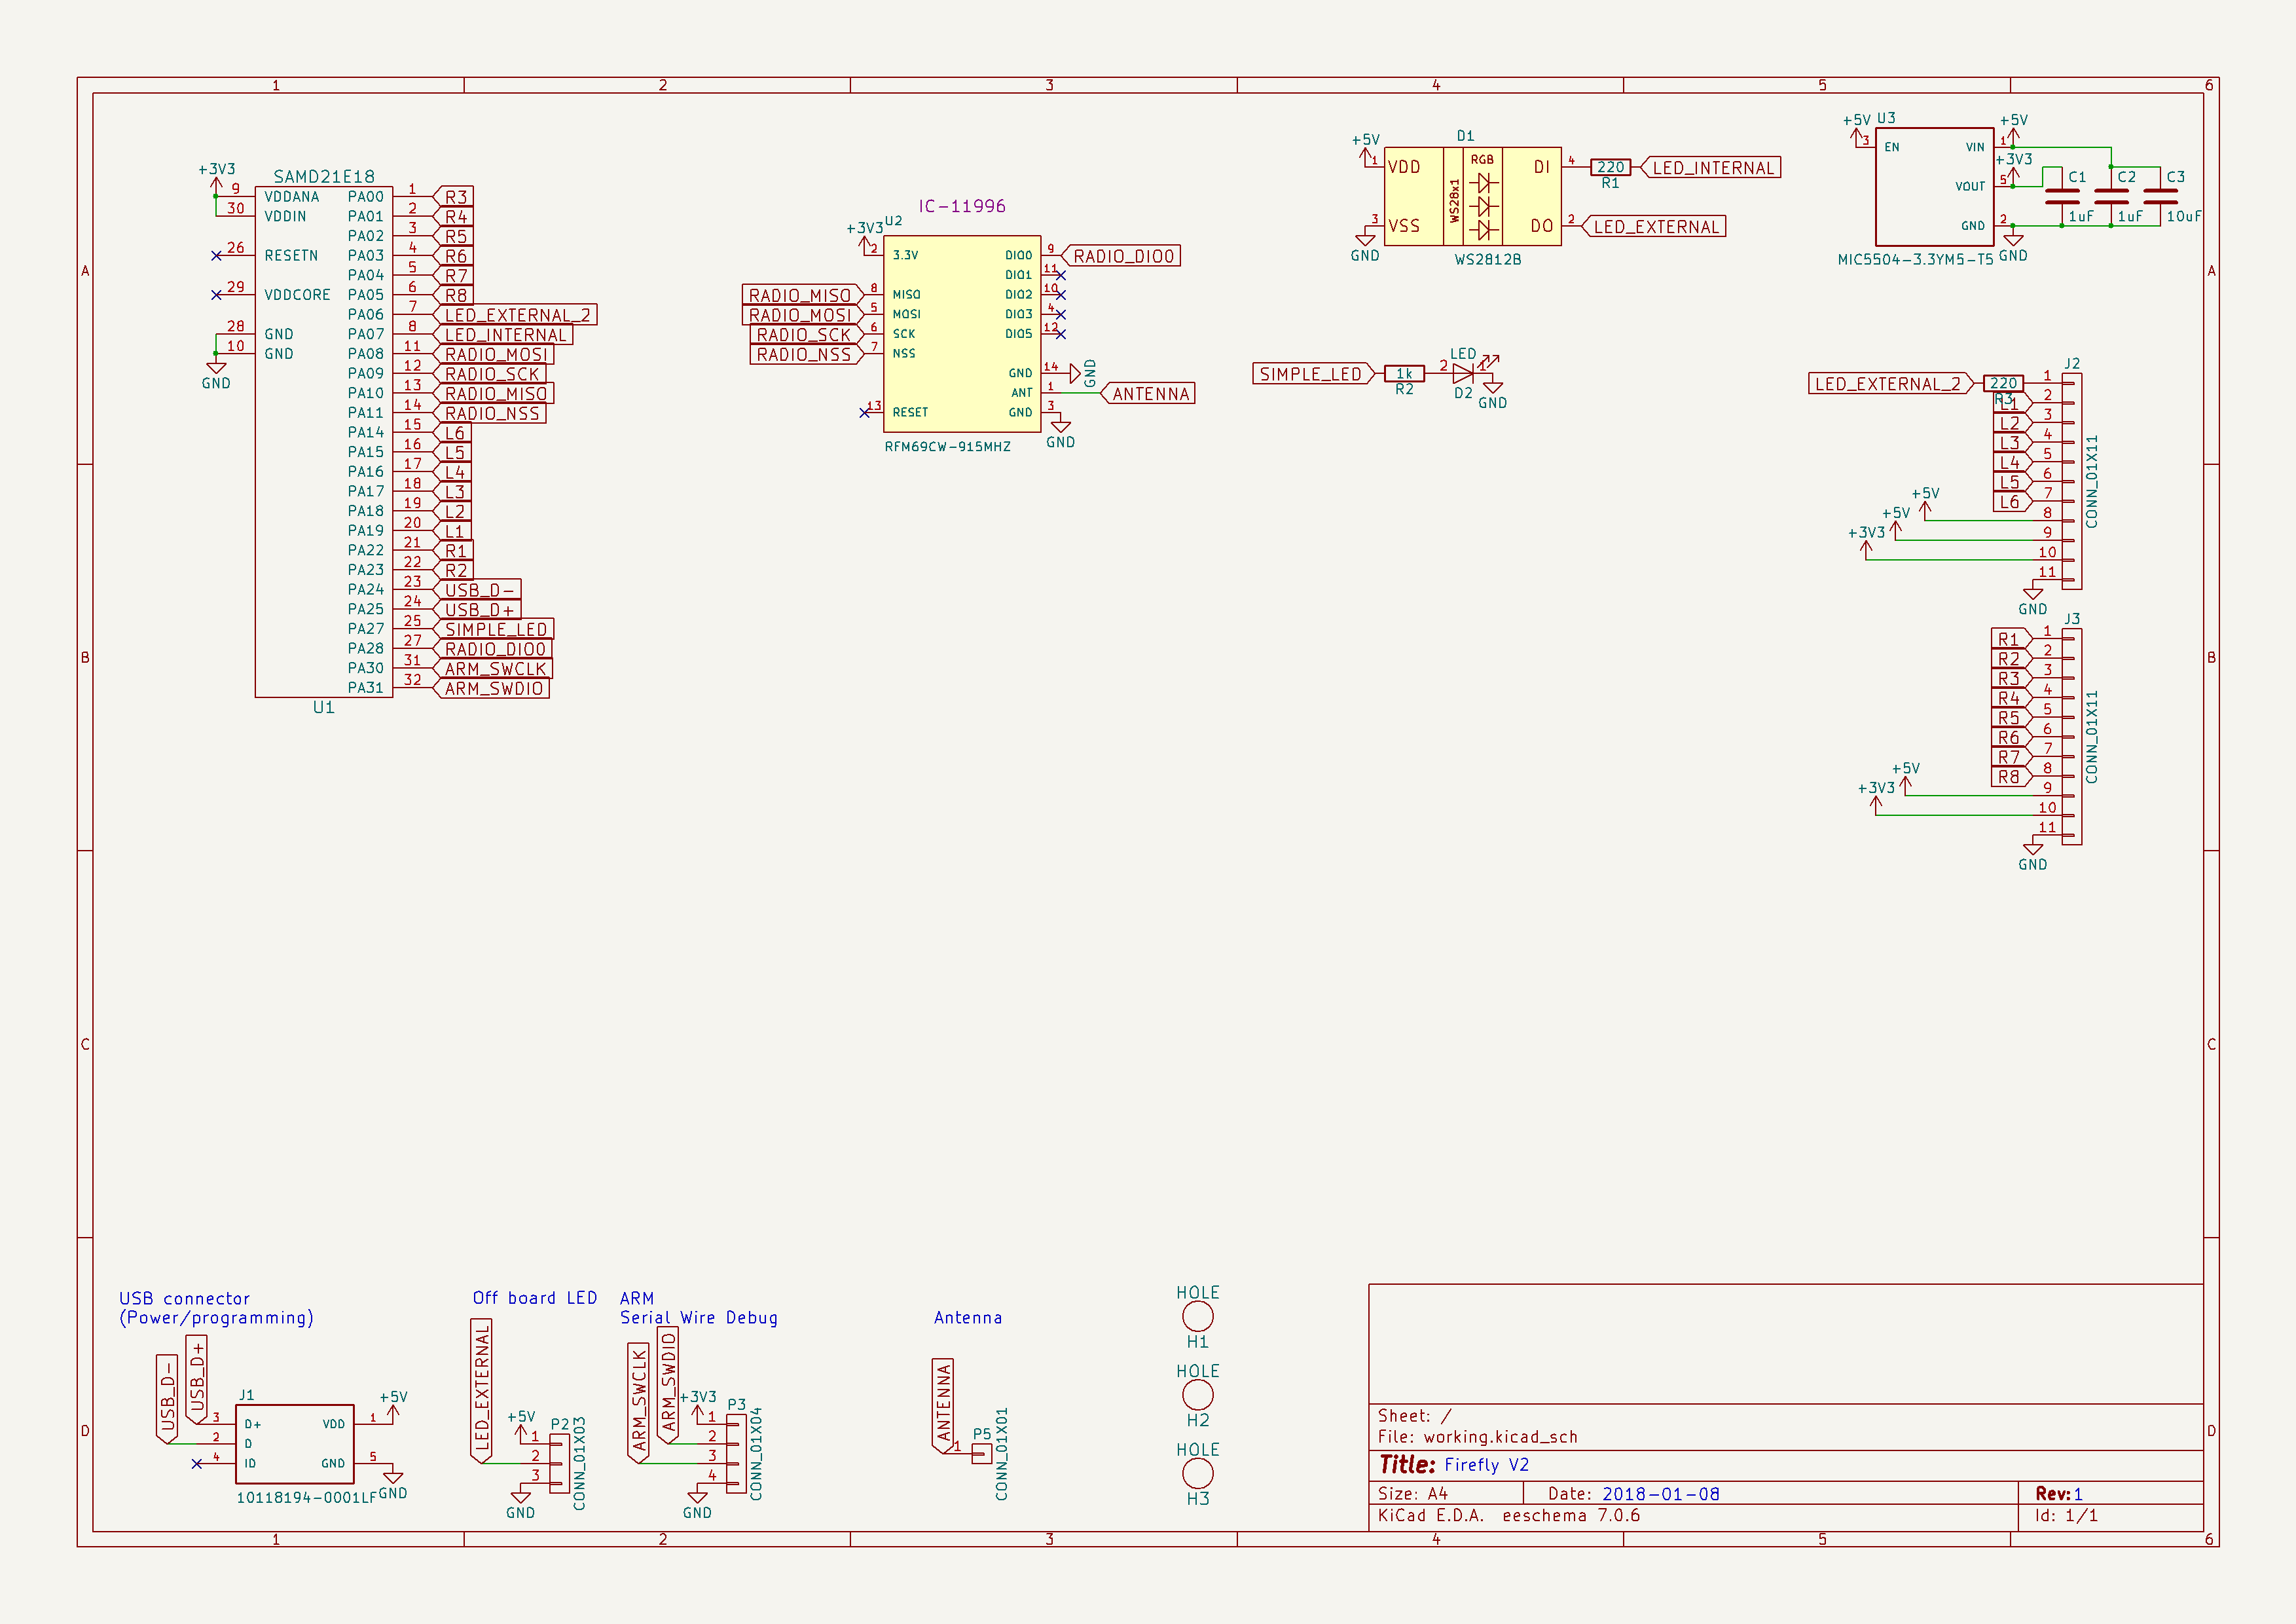 1 2 3 4 5 6
A
B
C
D
A
B
C
D
1 2 3 4 5 6
SAMD21E18
+3V3
9 VDDANA
30 VDDIN
26 RESETN
29 VDDCORE
28 GND
10 GND
GND
PA00 1 R3
PA01 2 R4
PA02 3 R5
PA03 4 R6
PA04 5 R7
PA05 6 R8
PA06 7 LED_EXTERNAL_2
PA07 8 LED_INTERNAL
PA08 11 RADIO_MOSI
PA09 12 RADIO_SCK
PA10 13 RADIO_MISO
PA11 14 RADIO_NSS
PA14 15 L6
PA15 16 L5
PA16 17 L4
PA17 18 L3
PA18 19 L2
PA19 20 L1
PA22 21 R1
PA23 22 R2
PA24 23 USB_D-
PA25 24 USB_D+
PA27 25 SIMPLE_LED
PA28 27 RADIO_DIO0
PA30 31 ARM_SWCLK
PA31 32 ARM_SWDIO
U1
IC-11996
U2
+3V3
2 3.3V
RADIO_MISO 8 MISO
RADIO_MOSI 5 MOSI
RADIO_SCK 6 SCK
RADIO_NSS 7 NSS
13 RESET
DIO0 9 RADIO_DIO0
DIO1 11
DIO2 10
DIO3 4
DIO5 12
GND 14 GND
ANT 1 ANTENNA
GND 3
GND
RFM69CW-915MHZ
D1
+5V
1 VDD
3 VSS
GND
WS28x1
RGB
DI 4 220 LED_INTERNAL
R1
DO 2 LED_EXTERNAL
WS2812B
SIMPLE_LED 1k 2 LED 1
R2 D2 GND
U3
+5V
3 EN
VIN 1 +5V
VOUT 5 +3V3
GND 2
MIC5504-3.3YM5-T5 GND
C1 C2 C3
1uF 1uF 10uF
J2
LED_EXTERNAL_2 220 1
R3
L1 2
L2 3
L3 4
L4 5
L5 6
L6 7
+5V 8
+5V 9
+3V3 10
11
GND
CONN_01X11
J3
R1 1
R2 2
R3 3
R4 4
R5 5
R6 6
R7 7
R8 8
+5V 9
+3V3 10
11
GND
CONN_01X11
USB connector
(Power/programming)
USB_D-
USB_D+
J1
3 D+
2 D
4 ID
VDD 1 +5V
GND 5
GND
10118194-0001LF
Off board LED
LED_EXTERNAL
+5V
P2
1
2
3
GND
CONN_01X03
ARM
Serial Wire Debug
ARM_SWCLK
ARM_SWDIO
+3V3
P3
1
2
3
4
GND
CONN_01X04
Antenna
ANTENNA
1
P5
CONN_01X01
HOLE
H1
HOLE
H2
HOLE
H3
Sheet: /
File: working.kicad_sch
Title: Firefly V2
Size: A4 Date: 2018-01-08 Rev: 1
KiCad E.D.A. eeschema 7.0.6 Id: 1/1